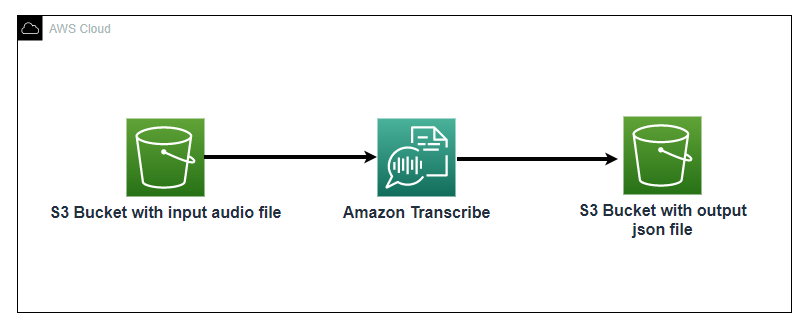 AWS Cloud
S3 Bucket with input audio file
Amazon Transcribe
S3 Bucket with output
json file